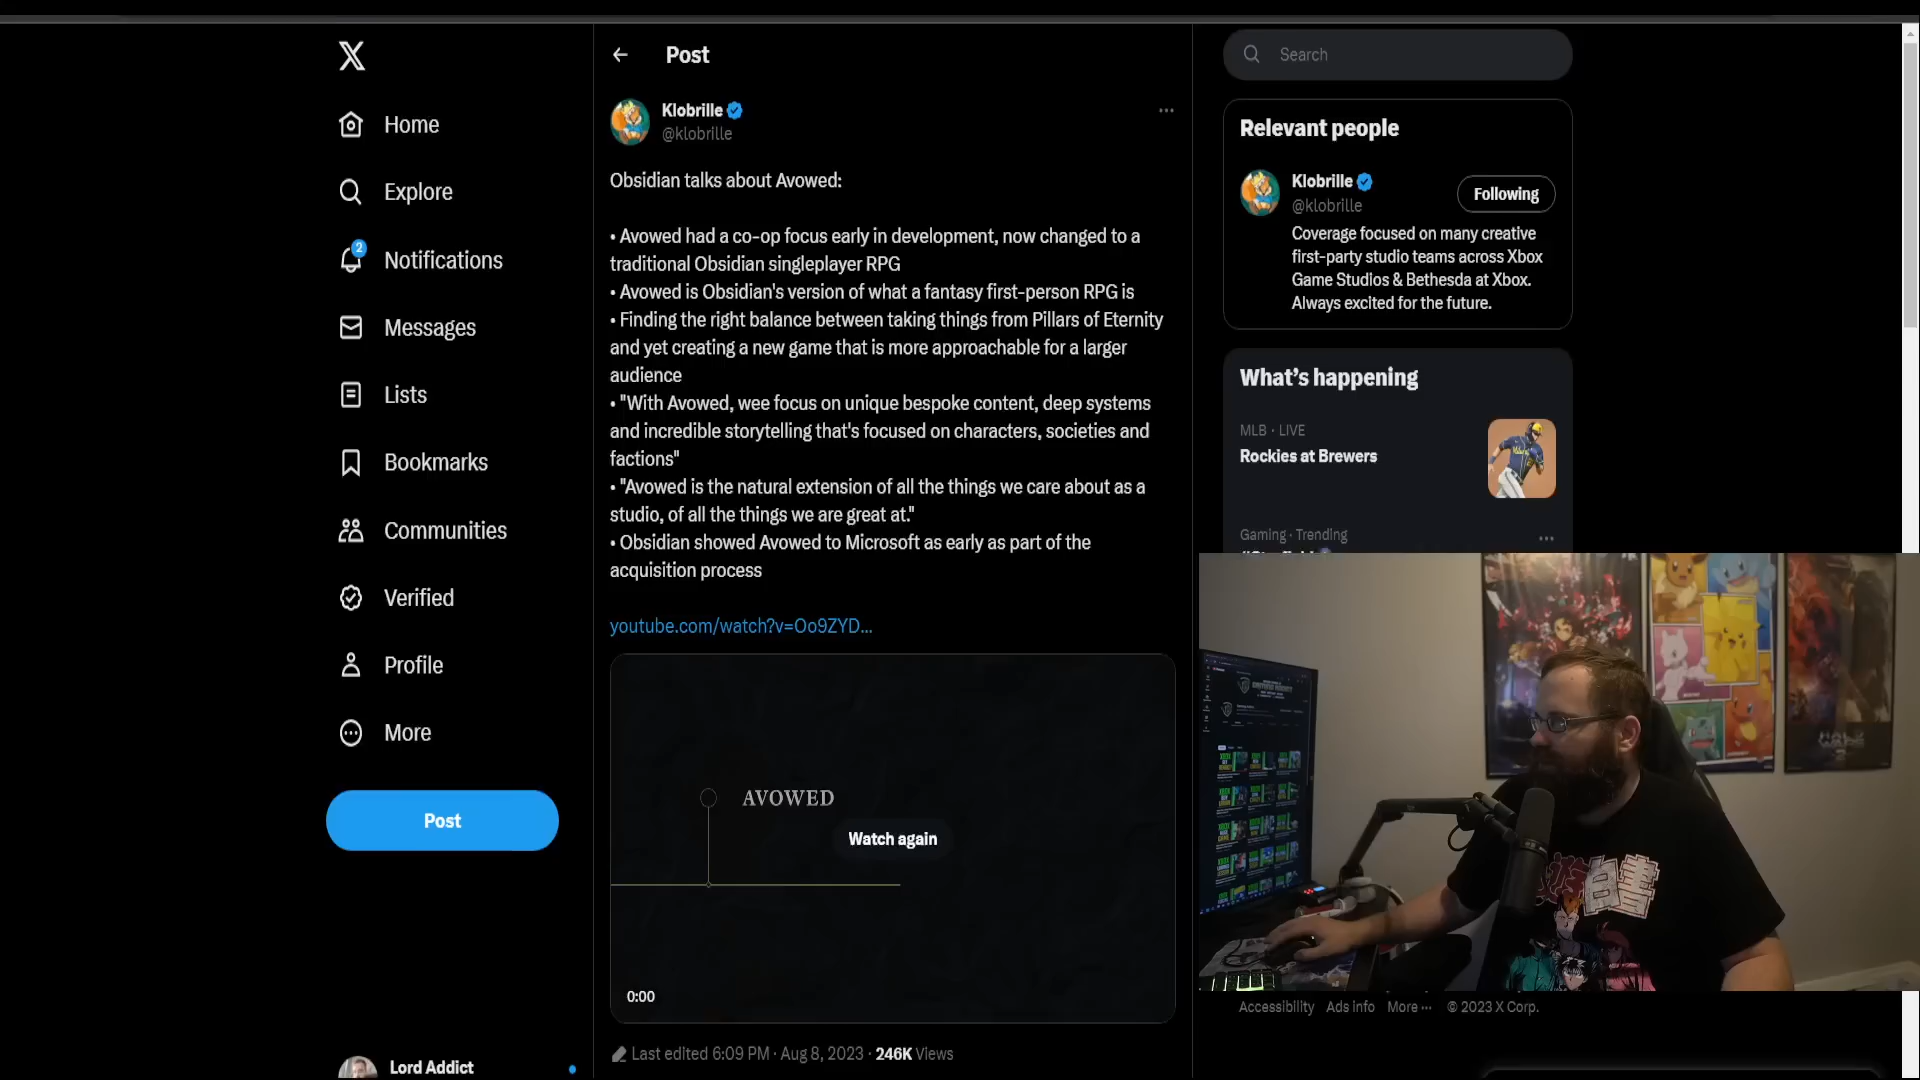 Post
Search
Home
Explore
2
Notifications
Messages
Lists
Bookmarks
Communities
Verified
Profile
More
Post
Lord Addict
Klobrille
@klobrille
Obsidian talks about Avowed:
• Avowed had a co-op focus early in development, now changed to a
traditional Obsidian singleplayer RPG
• Avowed is Obsidian's version of what a fantasy first-person RPG is
• Finding the right balance between taking things from Pillars of Eternity
and yet creating a new game that is more approachable for a larger
audience
• "With Avowed, wee focus on unique bespoke content, deep systems
and incredible storytelling that's focused on characters, societies and
factions"
• "Avowed is the natural extension of all the things we care about as a
studio, of all the things we are great at."
• Obsidian showed Avowed to Microsoft as early as part of the
acquisition process
youtube.com/watch?v=Oo9ZYD...
AVOWED
Watch again
0:00
Last edited 6:09 PM · Aug 8, 2023 · 246K Views
Relevant people
Klobrille
@klobrille
Following
Coverage focused on many creative
first-party studio teams across Xbox
Game Studios & Bethesda at Xbox.
Always excited for the future.
What's happening
MLB · LIVE
Rockies at Brewers
Gaming · Trending
HALO WARS 2
Accessibility Ads info More ··· © 2023 X Corp.